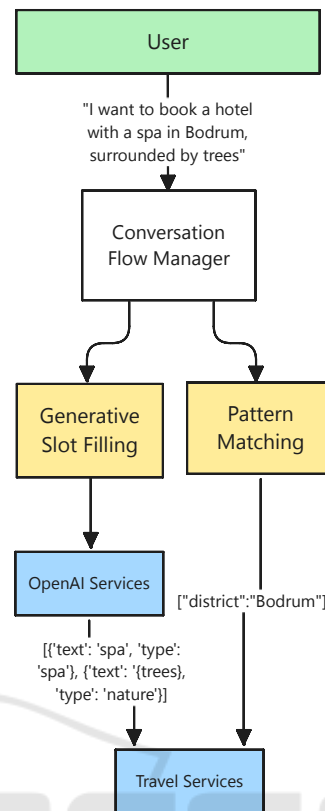 User
"I want to book a hotel
with a spa in Bodrum,
surrounded by trees"
Conversation
Flow Manager
Generative
Slot Filling
Pattern
Matching
OpenAI Services
["district":"Bodrum"]
[{'text': 'spa', 'type':
'spa'}, {'text': '{trees},
'type': 'nature'}]
Travel Services